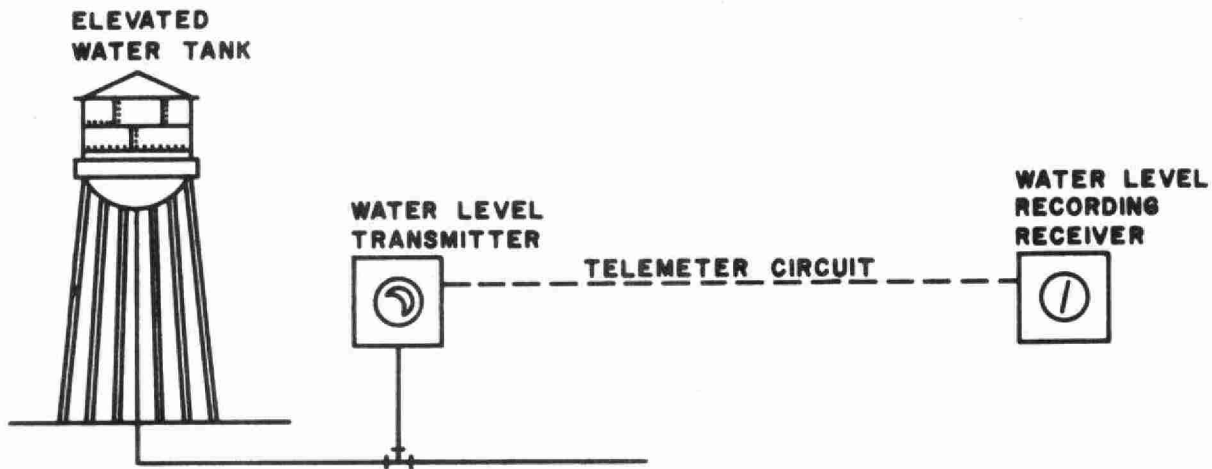 ELEVATED
WATER TANK
WATER LEVEL
TRANSMITTER
TELEMETER CIRCUIT
WATER LEVEL
RECORDING
RECEIVER